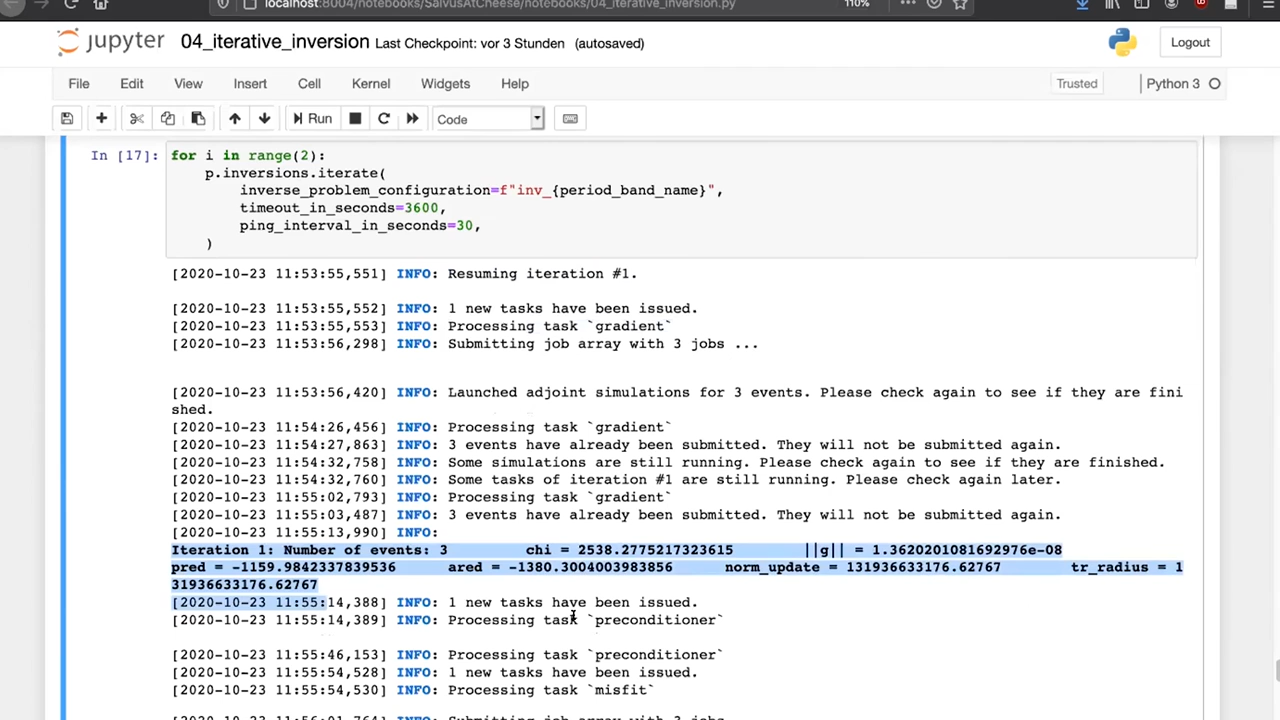 localhost:8004/notebooks/SalvusAtCheese/notebooks/04_iterative_inversion.py 110%
jupyter 04_iterative_inversion Last Checkpoint: vor 3 Stunden (autosaved) Logout
File Edit View Insert Cell Kernel Widgets Help Trusted Python 3
Run Code
In [17]: for i in range(2):
p.inversions.iterate(
inverse_problem_configuration=f"inv_{period_band_name}",
timeout_in_seconds=3600,
ping_interval_in_seconds=30,
)
[2020-10-23 11:53:55,551] INFO: Resuming iteration #1.
[2020-10-23 11:53:55,552] INFO: 1 new tasks have been issued.
[2020-10-23 11:53:55,553] INFO: Processing task `gradient`
[2020-10-23 11:53:56,298] INFO: Submitting job array with 3 jobs ...
[2020-10-23 11:53:56,420] INFO: Launched adjoint simulations for 3 events. Please check again to see if they are fini
shed.
[2020-10-23 11:54:26,456] INFO: Processing task `gradient`
[2020-10-23 11:54:27,863] INFO: 3 events have already been submitted. They will not be submitted again.
[2020-10-23 11:54:32,758] INFO: Some simulations are still running. Please check again to see if they are finished.
[2020-10-23 11:54:32,760] INFO: Some tasks of iteration #1 are still running. Please check again later.
[2020-10-23 11:55:02,793] INFO: Processing task `gradient`
[2020-10-23 11:55:03,487] INFO: 3 events have already been submitted. They will not be submitted again.
[2020-10-23 11:55:13,990] INFO:
Iteration 1: Number of events: 3 chi = 2538.2775217323615 ||g|| = 1.3620201081692976e-08
pred = -1159.9842337839536 ared = -1380.3004003983856 norm_update = 131936633176.62767 tr_radius = 1
31936633176.62767
[2020-10-23 11:55:14,388] INFO: 1 new tasks have been issued.
[2020-10-23 11:55:14,389] INFO: Processing task `preconditioner`
[2020-10-23 11:55:46,153] INFO: Processing task `preconditioner`
[2020-10-23 11:55:54,528] INFO: 1 new tasks have been issued.
[2020-10-23 11:55:54,530] INFO: Processing task `misfit`
[2020-10-23 11:56:01,764] INFO: Submitting job array with 3 jobs